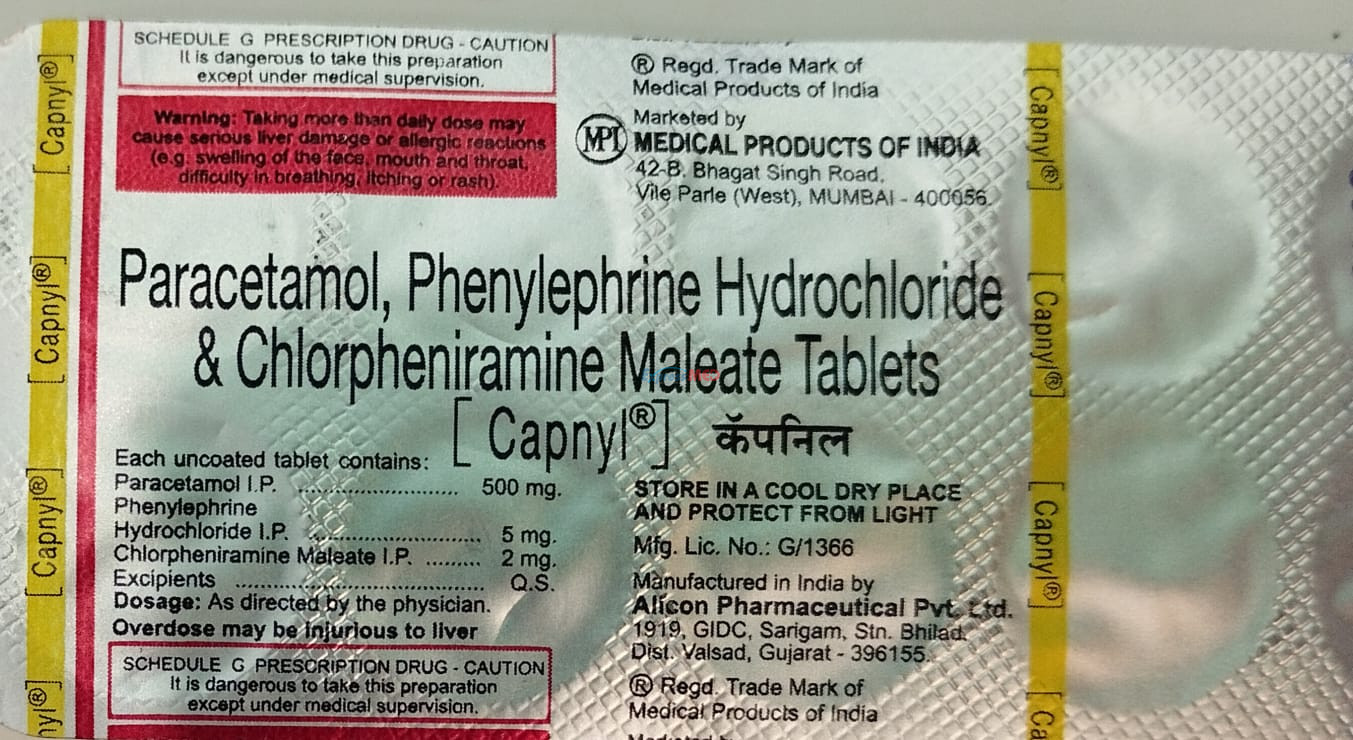 SCHEDULE G PRESCRIPTION DRUG - CAUTION
It is dangerous to take this preparation
except under medical supervision.
Warning: Taking more than daily dose may
cause serious liver damage or allergic reactions
(e.g. swelling of the face, mouth and throat,
difficulty in breathing, itching or rash).
® Regd. Trade Mark of
Medical Products of India
Marketed by
MPI MEDICAL PRODUCTS OF INDIA
42-B, Bhagat Singh Road,
Vile Parle (West), MUMBAI - 400056.
Paracetamol, Phenylephrine Hydrochloride
& Chlorpheniramine Maleate Tablets
[ Capnyl® ] कॅपनिल
Each uncoated tablet contains:
Paracetamol I.P. .......................... 500 mg.
Phenylephrine
Hydrochloride I.P. ............................ 5 mg.
Chlorpheniramine Maleate I.P. ......... 2 mg.
Excipients ........................................ Q.S.
Dosage: As directed by the physician.
Overdose may be injurious to liver
SCHEDULE G PRESCRIPTION DRUG - CAUTION
It is dangerous to take this preparation
except under medical supervision.
STORE IN A COOL DRY PLACE
AND PROTECT FROM LIGHT
Mfg. Lic. No.: G/1366
Manufactured in India by
Alicon Pharmaceutical Pvt. Ltd.
1919, GIDC, Sarigam, Stn. Bhilad,
Dist. Valsad, Gujarat - 396155.
® Regd. Trade Mark of
Medical Products of India
[ Capnyl® ]
[ Capnyl® ]
[ Capnyl® ]
nyl® ]
[ Capnyl® ]
[ Capnyl® ]
[ Capnyl® ]
[ Ca